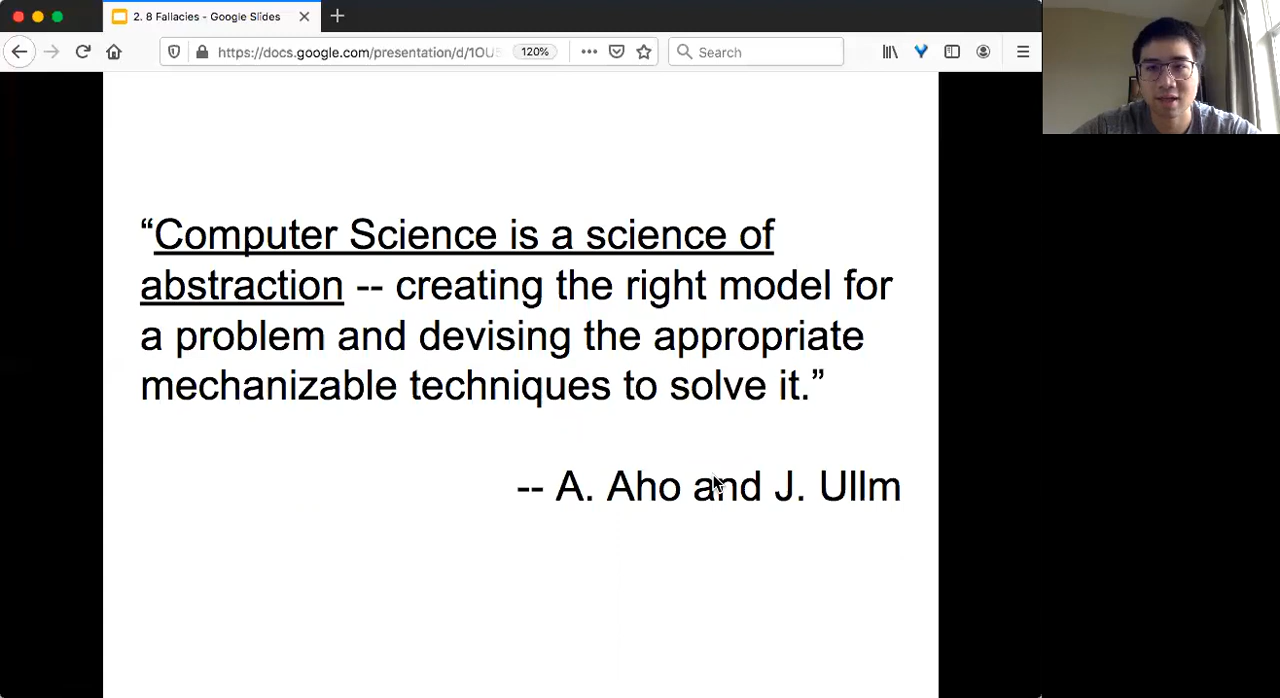 2. 8 Fallacies - Google Slides
https://docs.google.com/presentation/d/1OU5
120%
Search
“Computer Science is a science of
abstraction -- creating the right model for
a problem and devising the appropriate
mechanizable techniques to solve it.”
-- A. Aho and J. Ullm